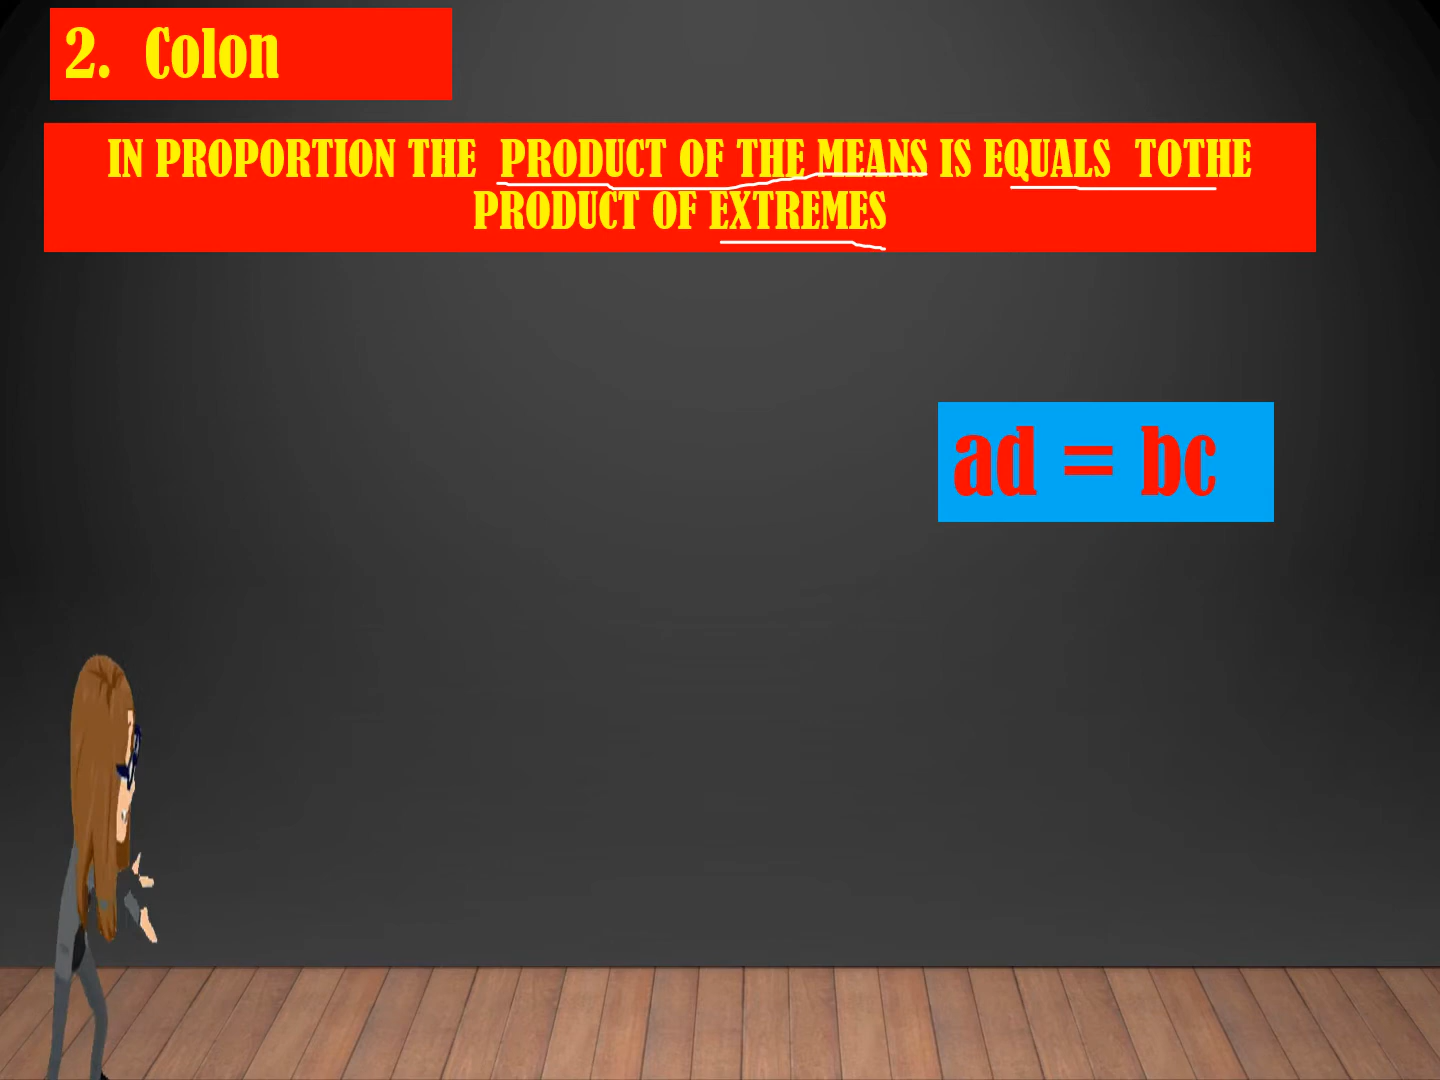 2. Colon
IN PROPORTION THE PRODUCT OF THE MEANS IS EQUALS TOTHE
PRODUCT OF EXTREMES
ad = bc